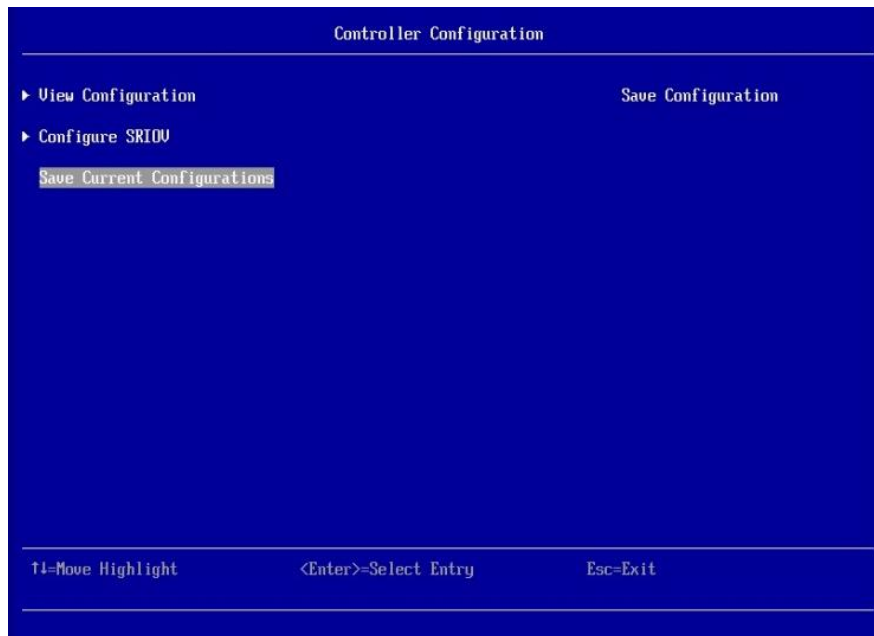 Controller Configuration
► View Configuration Save Configuration
► Configure SRIOV
Save Current Configurations
↑↓=Move Highlight <Enter>=Select Entry Esc=Exit